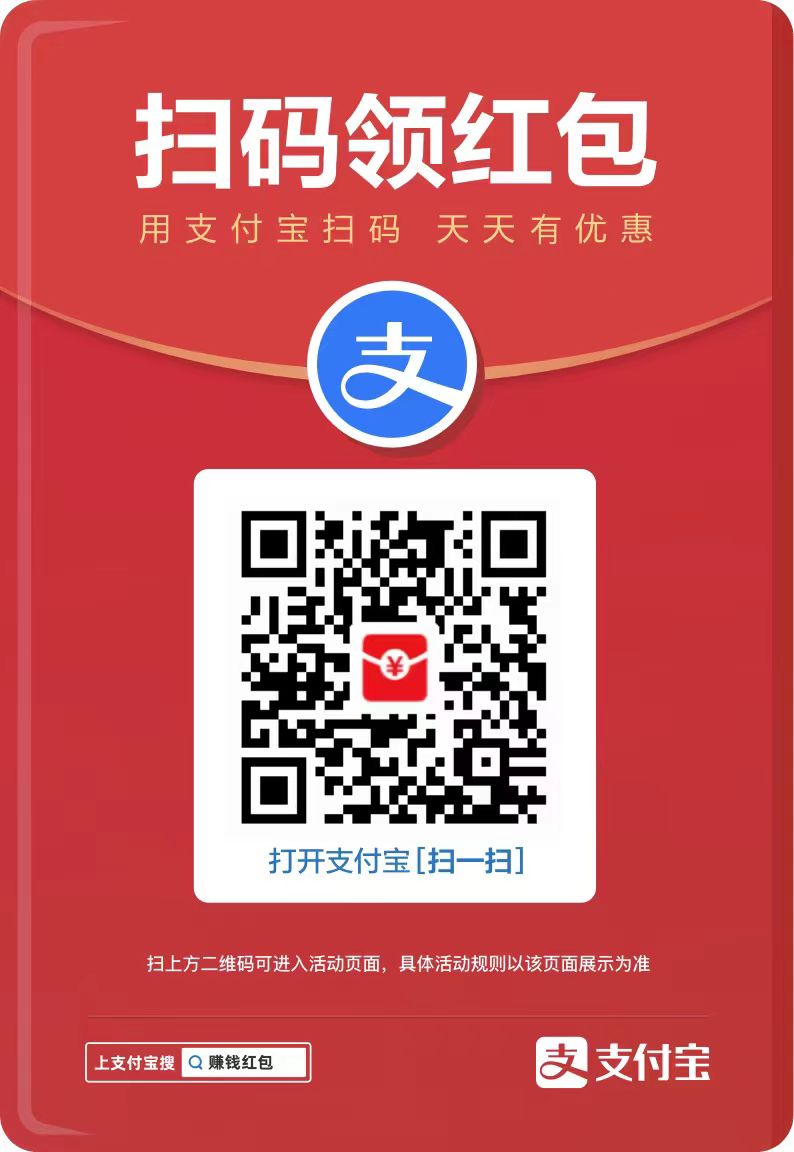 扫码领红包
用支付宝扫码 天天有优惠
支
¥
打开支付宝[扫一扫]
扫上方二维码可进入活动页面，具体活动规则以该页面展示为准
上支付宝搜 赚钱红包
支 支付宝